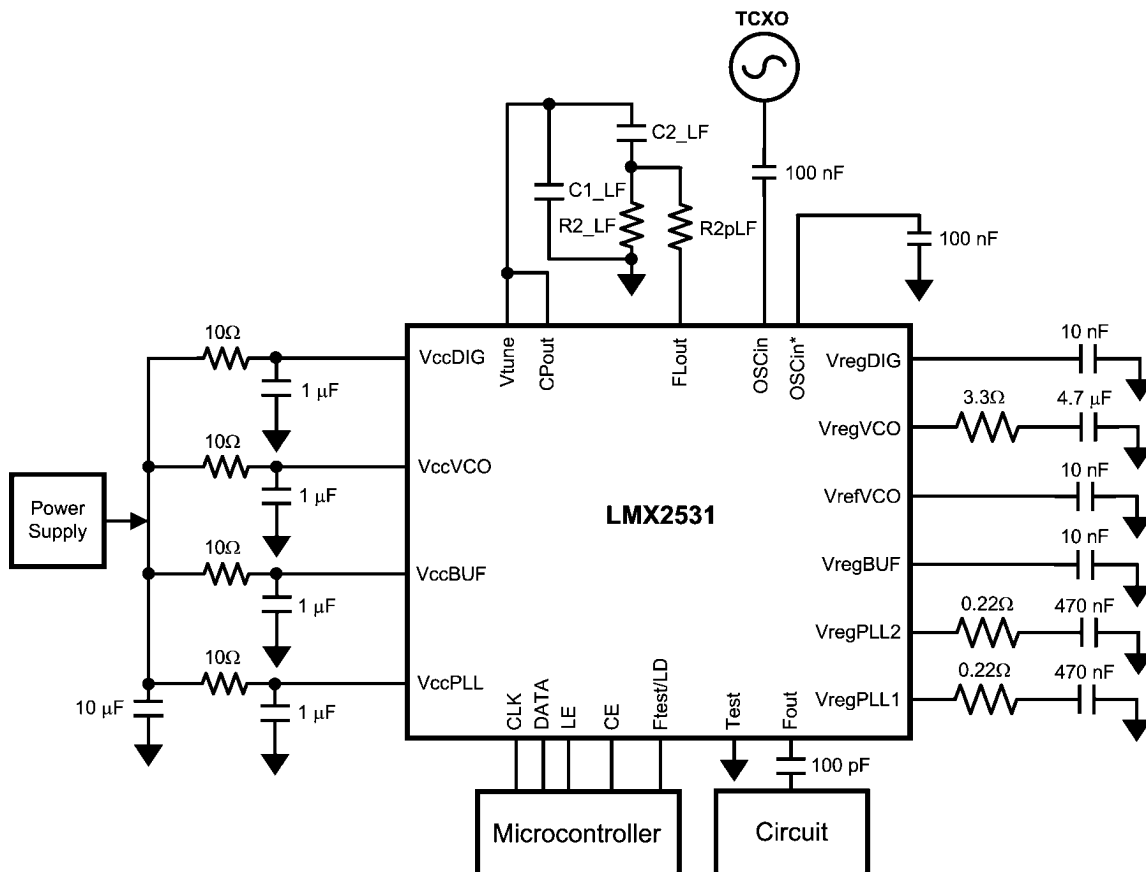 TCXO
C2_LF
100 nF
C1_LF
R2_LF
R2pLF
100 nF
10Ω
VccDIG
Vtune
CPout
FLout
OSCin
OSCin*
VregDIG
10 nF
1 μF
3.3Ω
4.7 μF
VregVCO
10Ω
VccVCO
1 μF
VrefVCO
10 nF
Power
Supply
LMX2531
10Ω
VccBUF
1 μF
VregBUF
10 nF
0.22Ω
470 nF
VregPLL2
10Ω
VccPLL
0.22Ω
470 nF
VregPLL1
10 μF
1 μF
CLK
DATA
LE
CE
Ftest/LD
Test
Fout
100 pF
Microcontroller
Circuit